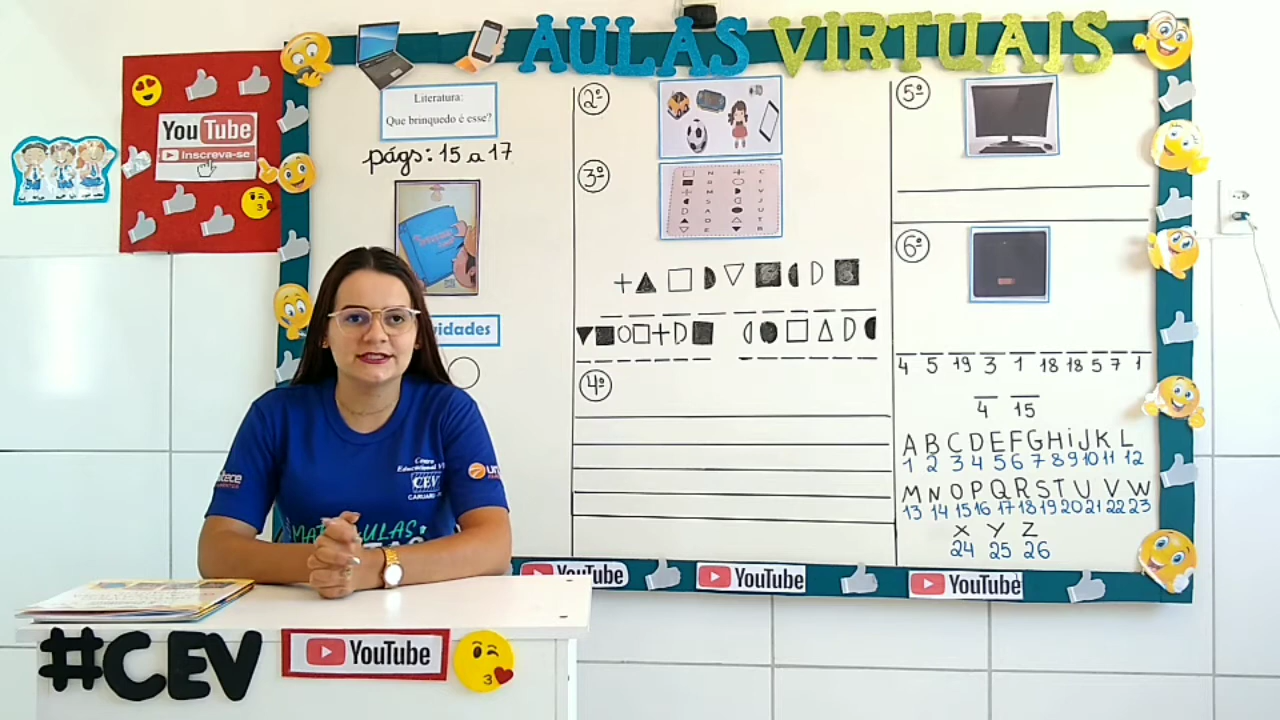 AULAS VIRTUAIS
YouTube
Inscreva-se
Literatura:
Que brinquedo é esse?
págs: 15 a 17
vidades
2º
3º
4º
5º
6º
4 5 19 3 1 18 18 5 7 1
4 15
A B C D E F G H i J K L
1 2 3 4 5 6 7 8 9 10 11 12
M N O P Q R S T U V W
13 14 15 16 17 18 19 20 21 22 23
X Y Z
24 25 26
Centro
Educacional
CEV
CARUARU
YouTube
YouTube
YouTube
#CEV
YouTube